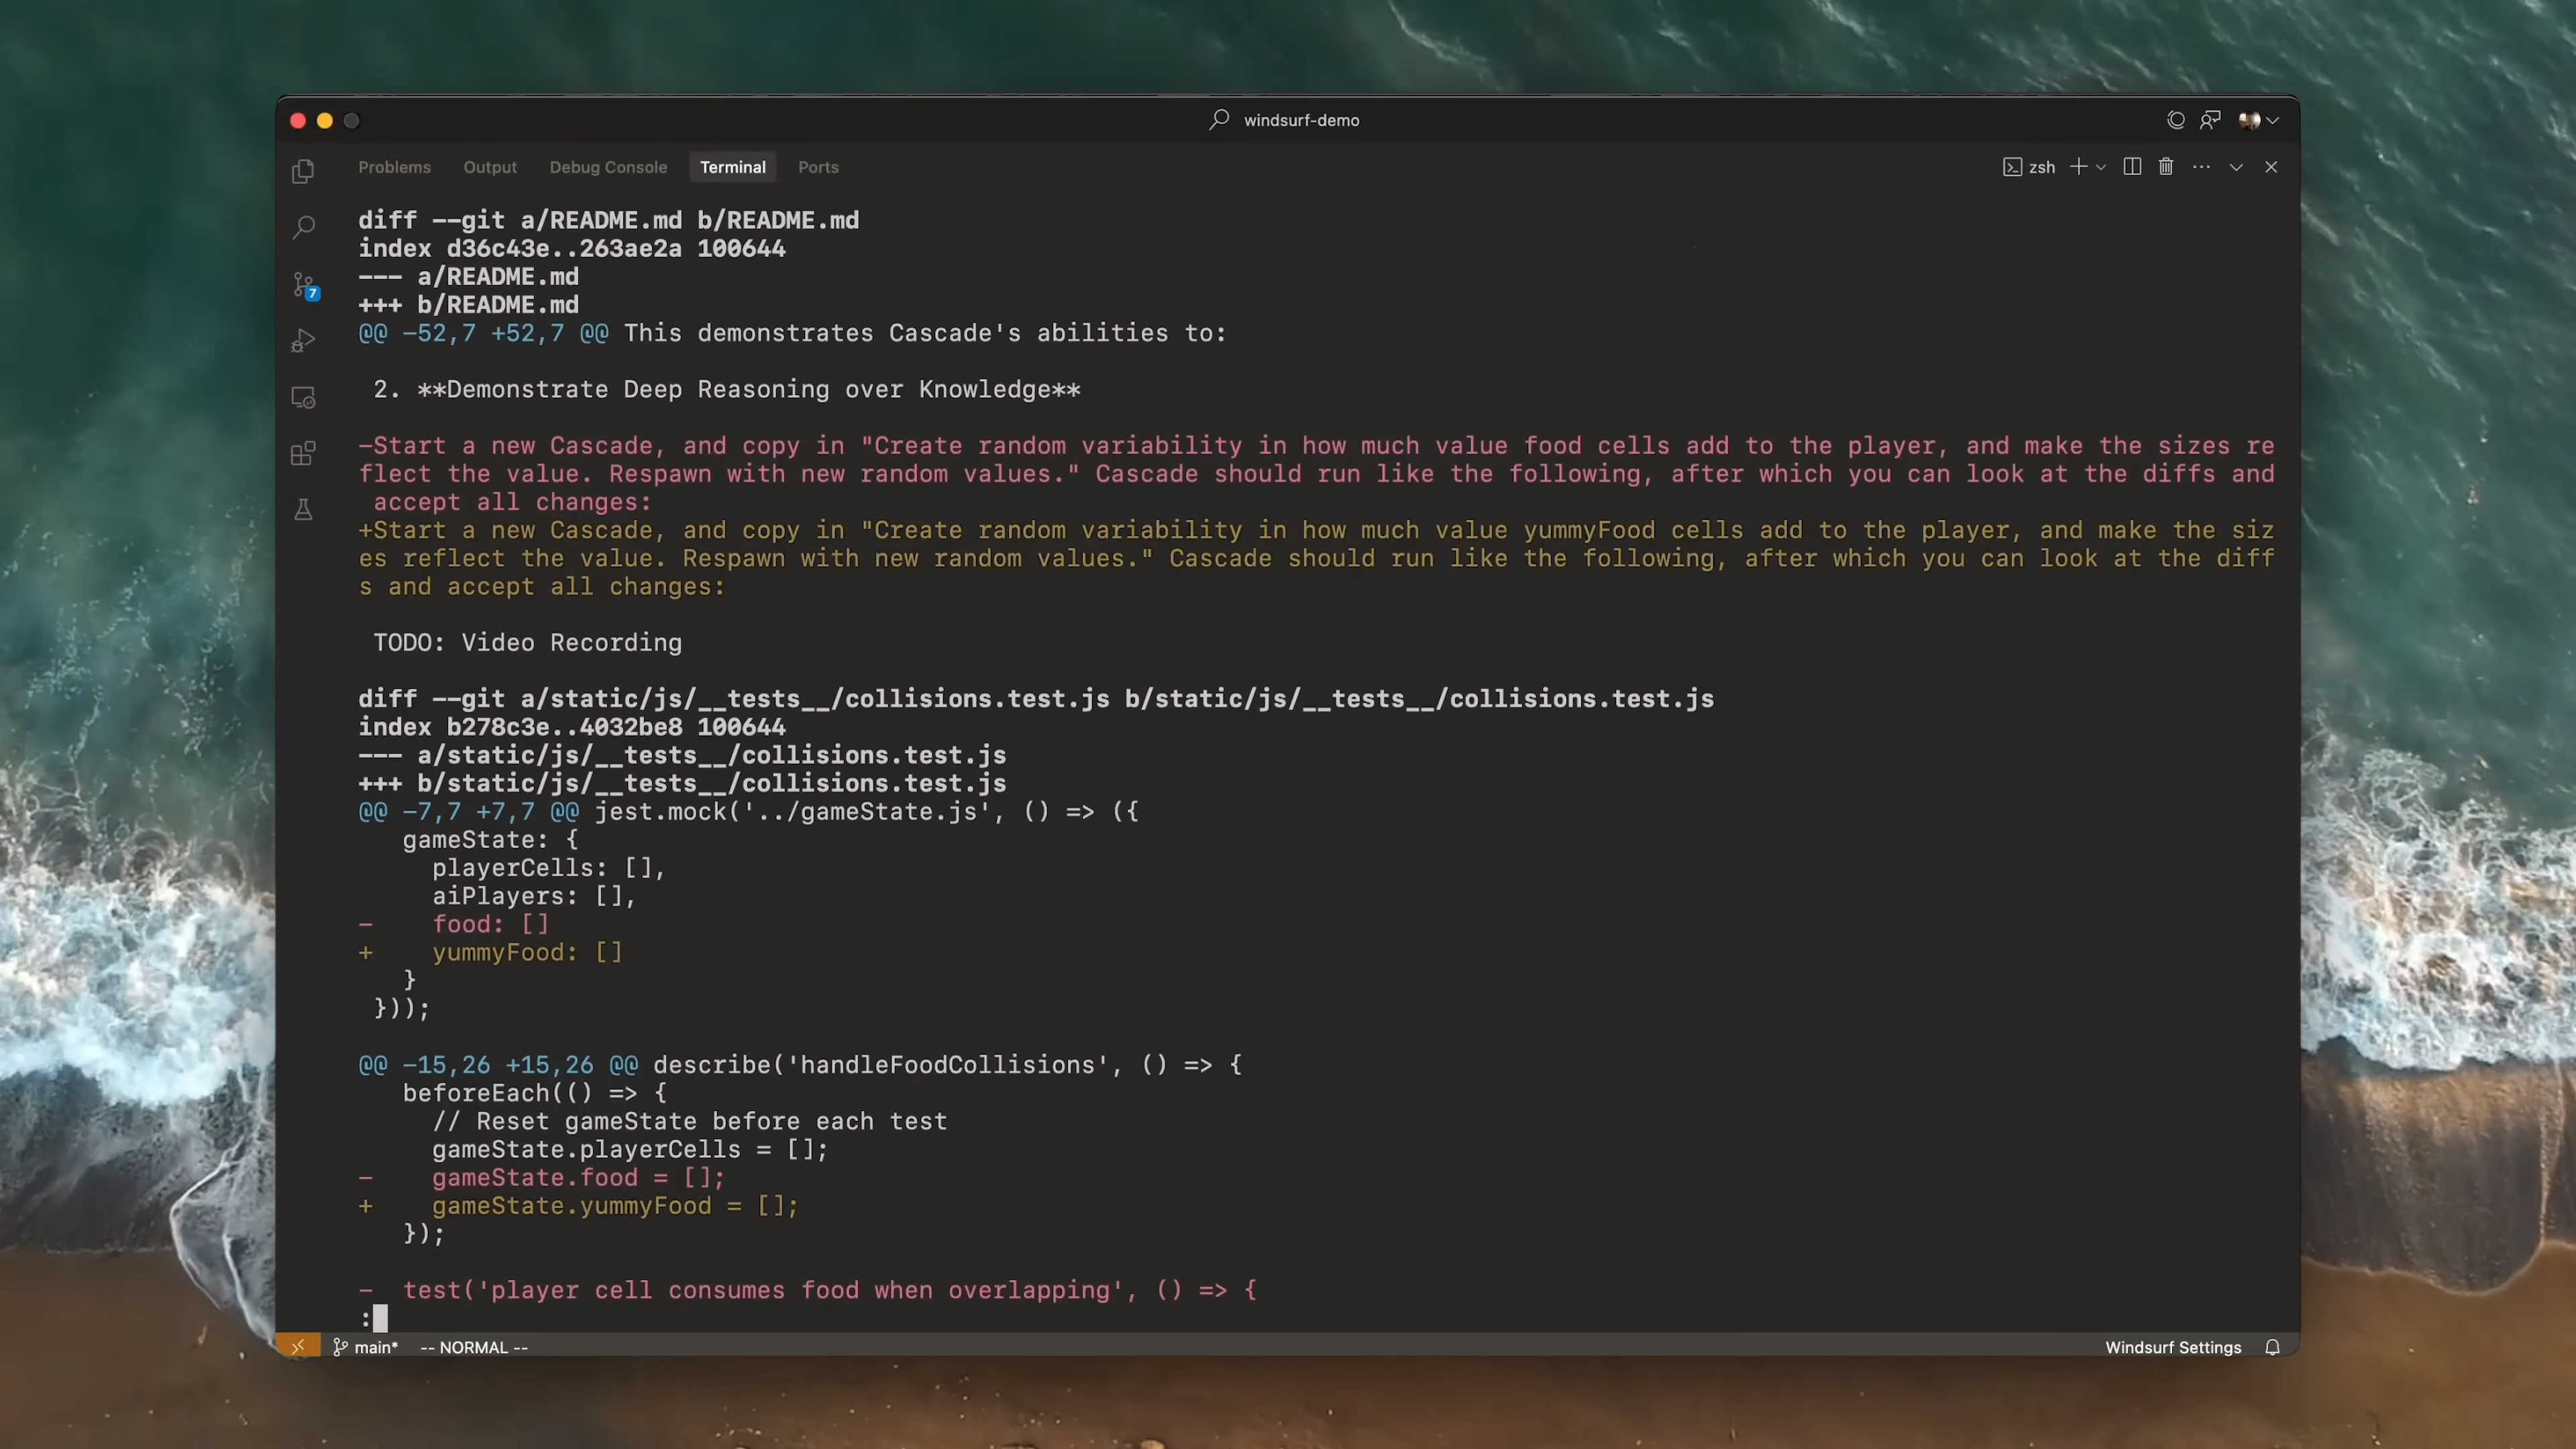 windsurf-demo
Problems Output Debug Console Terminal Ports
zsh
7
diff --git a/README.md b/README.md
index d36c43e..263ae2a 100644
--- a/README.md
+++ b/README.md
@@ -52,7 +52,7 @@ This demonstrates Cascade's abilities to:
2. **Demonstrate Deep Reasoning over Knowledge**
-Start a new Cascade, and copy in "Create random variability in how much value food cells add to the player, and make the sizes re
flect the value. Respawn with new random values." Cascade should run like the following, after which you can look at the diffs and
accept all changes:
+Start a new Cascade, and copy in "Create random variability in how much value yummyFood cells add to the player, and make the siz
es reflect the value. Respawn with new random values." Cascade should run like the following, after which you can look at the diff
s and accept all changes:
TODO: Video Recording
diff --git a/static/js/__tests__/collisions.test.js b/static/js/__tests__/collisions.test.js
index b278c3e..4032be8 100644
--- a/static/js/__tests__/collisions.test.js
+++ b/static/js/__tests__/collisions.test.js
@@ -7,7 +7,7 @@ jest.mock('../gameState.js', () => ({
gameState: {
playerCells: [],
aiPlayers: [],
- food: []
+ yummyFood: []
}
}));
@@ -15,26 +15,26 @@ describe('handleFoodCollisions', () => {
beforeEach(() => {
// Reset gameState before each test
gameState.playerCells = [];
- gameState.food = [];
+ gameState.yummyFood = [];
});
- test('player cell consumes food when overlapping', () => {
:
main* -- NORMAL -- Windsurf Settings